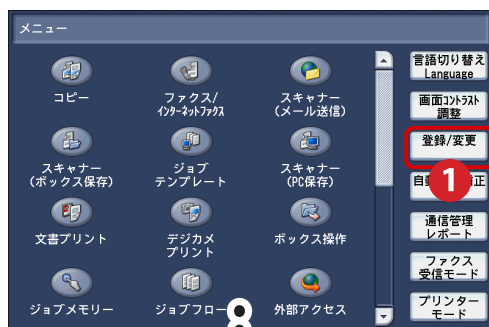 メニュー
コピー
ファクス/
インターネットファクス
スキャナー
(メール送信)
スキャナー
(ボックス保存)
ジョブ
テンプレート
スキャナー
(PC保存)
文書プリント
デジカメ
プリント
ボックス操作
ジョブメモリー
ジョブフロー
外部アクセス
言語切り替え
Language
画面コントラスト
調整
登録/変更
1
通信管理
レポート
ファクス
受信モード
プリンター
モード